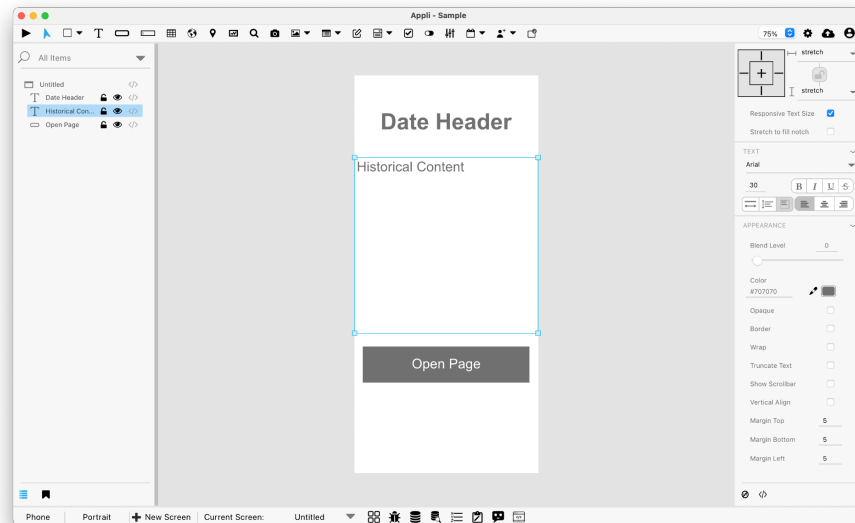 Appli - Sample
75%
All Items
Untitled
Date Header
Historical Con...
Open Page
Date Header
Historical Content
Open Page
stretch
stretch
Responsive Text Size
Stretch to fill notch
TEXT
Arial
30
B I U S
APPEARANCE
Blend Level 0
Color
#707070
Opaque
Border
Wrap
Truncate Text
Show Scrollbar
Vertical Align
Margin Top 5
Margin Bottom 5
Margin Left 5
Phone Portrait New Screen Current Screen: Untitled